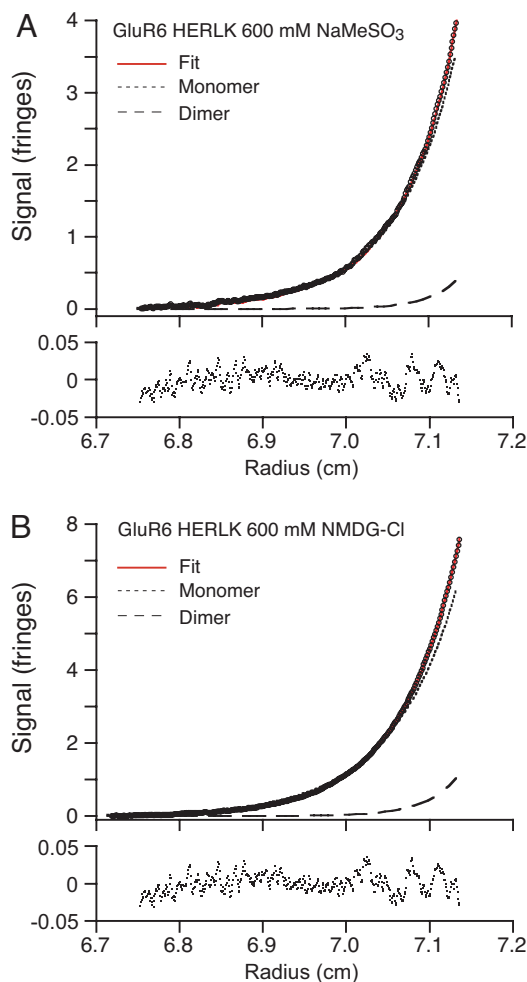 A
GluR6 HERLK 600 mM NaMeSO3
Fit
Monomer
Dimer
Signal (fringes)
4
3
2
1
0
0.05
0
-0.05
6.7 6.8 6.9 7.0 7.1 7.2
Radius (cm)
B
GluR6 HERLK 600 mM NMDG-Cl
Fit
Monomer
Dimer
Signal (fringes)
8
6
4
2
0
0.05
0
-0.05
6.7 6.8 6.9 7.0 7.1 7.2
Radius (cm)